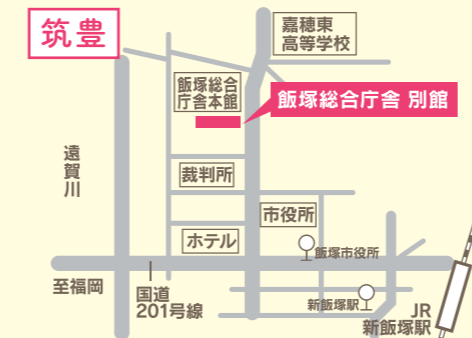 筑豊
嘉穂東
高等学校
飯塚総合
庁舎本館
飯塚総合庁舎 別館
遠賀川
裁判所
市役所
ホテル
飯塚市役所
至福岡
国道
201号線
新飯塚駅
JR
新飯塚駅